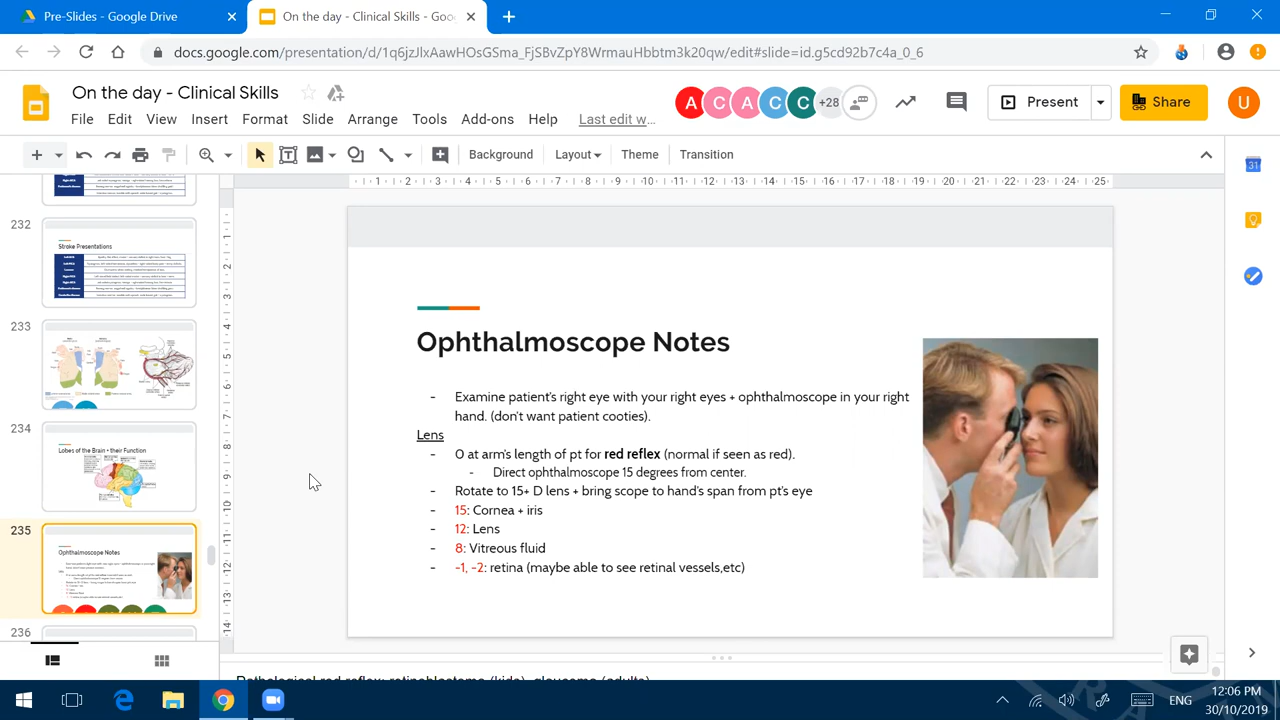 Pre-Slides - Google Drive
On the day - Clinical Skills - Goo
docs.google.com/presentation/d/1q6jzJlxAawHOsGSma_FjSBvZpY8WrmauHbbtm3k20qw/edit#slide=id.g5cd92b7c4a_0_6
On the day - Clinical Skills
A C A C C +28
Present
Share
U
File Edit View Insert Format Slide Arrange Tools Add-ons Help Last edit w...
Background Layout Theme Transition
232
Stroke Presentations
233
234
Lobes of the Brain + their Function
235
Ophthalmoscope Notes
236
Ophthalmoscope Notes
- Examine patient's right eye with your right eyes + ophthalmoscope in your right
hand. (don't want patient cooties).
Lens
- 0 at arm's length of pt for red reflex (normal if seen as red).
- Direct ophthalmoscope 15 degrees from center.
- Rotate to 15+ D lens + bring scope to hand's span from pt's eye
- 15: Cornea + iris
- 12: Lens
- 8: Vitreous fluid
- -1, -2: retina (maybe able to see retinal vessels,etc)
ENG
12:06 PM
30/10/2019